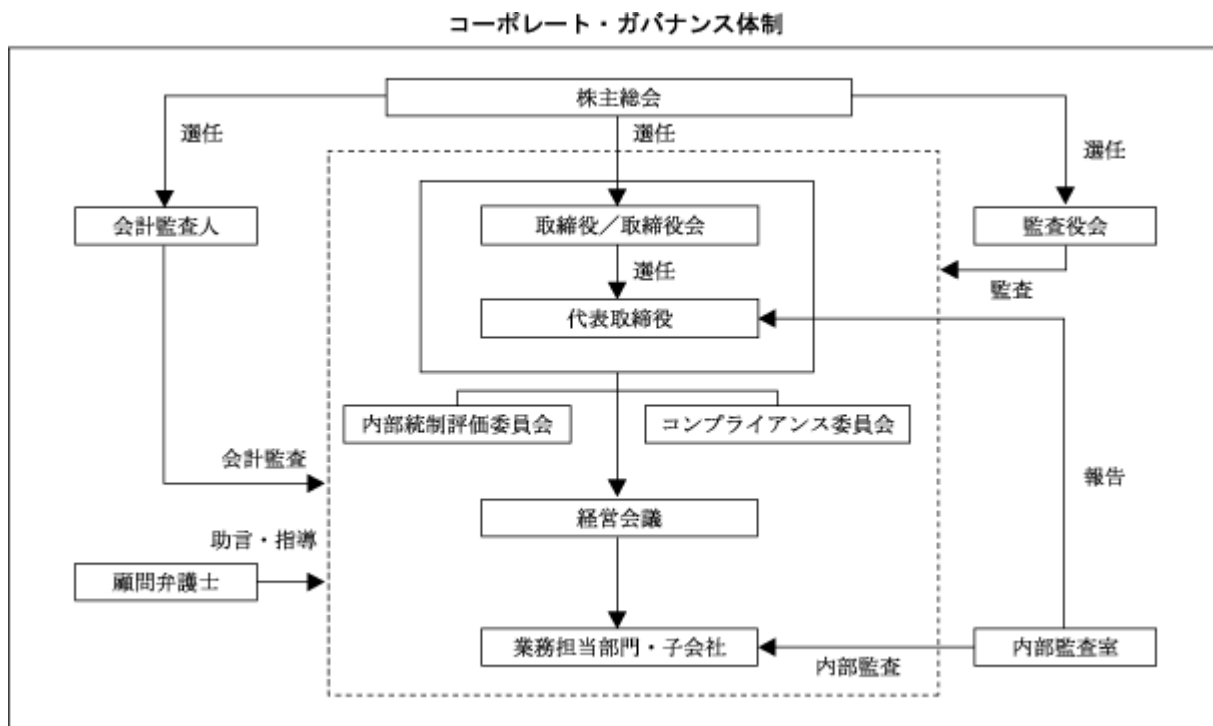 コーポレート・ガバナンス体制
株主総会
選任
選任
選任
会計監査人
取締役／取締役会
監査役会
選任
監査
代表取締役
内部統制評価委員会
コンプライアンス委員会
会計監査
報告
経営会議
助言・指導
顧問弁護士
業務担当部門・子会社
内部監査
内部監査室